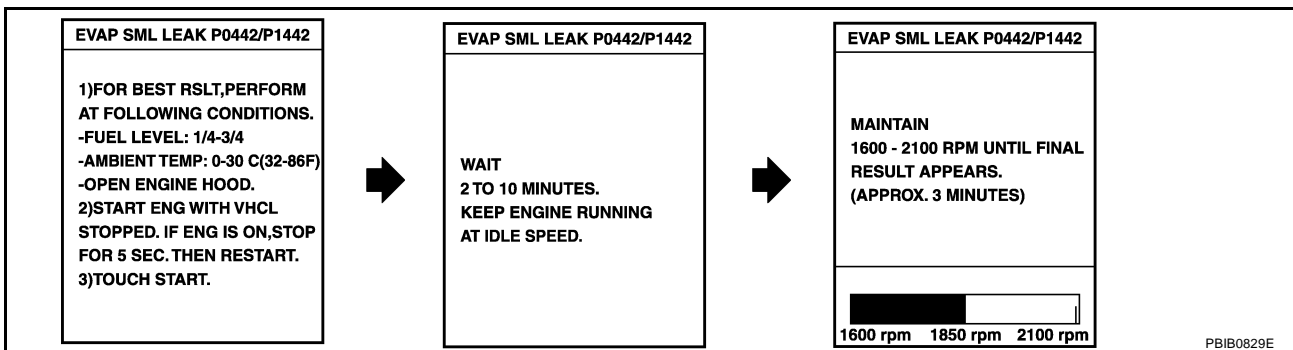 EVAP SML LEAK P0442/P1442
1)FOR BEST RSLT,PERFORM
AT FOLLOWING CONDITIONS.
-FUEL LEVEL: 1/4-3/4
-AMBIENT TEMP: 0-30 C(32-86F)
-OPEN ENGINE HOOD.
2)START ENG WITH VHCL
STOPPED. IF ENG IS ON,STOP
FOR 5 SEC. THEN RESTART.
3)TOUCH START.
EVAP SML LEAK P0442/P1442
WAIT
2 TO 10 MINUTES.
KEEP ENGINE RUNNING
AT IDLE SPEED.
EVAP SML LEAK P0442/P1442
MAINTAIN
1600 - 2100 RPM UNTIL FINAL
RESULT APPEARS.
(APPROX. 3 MINUTES)
1600 rpm 1850 rpm 2100 rpm
PBIB0829E